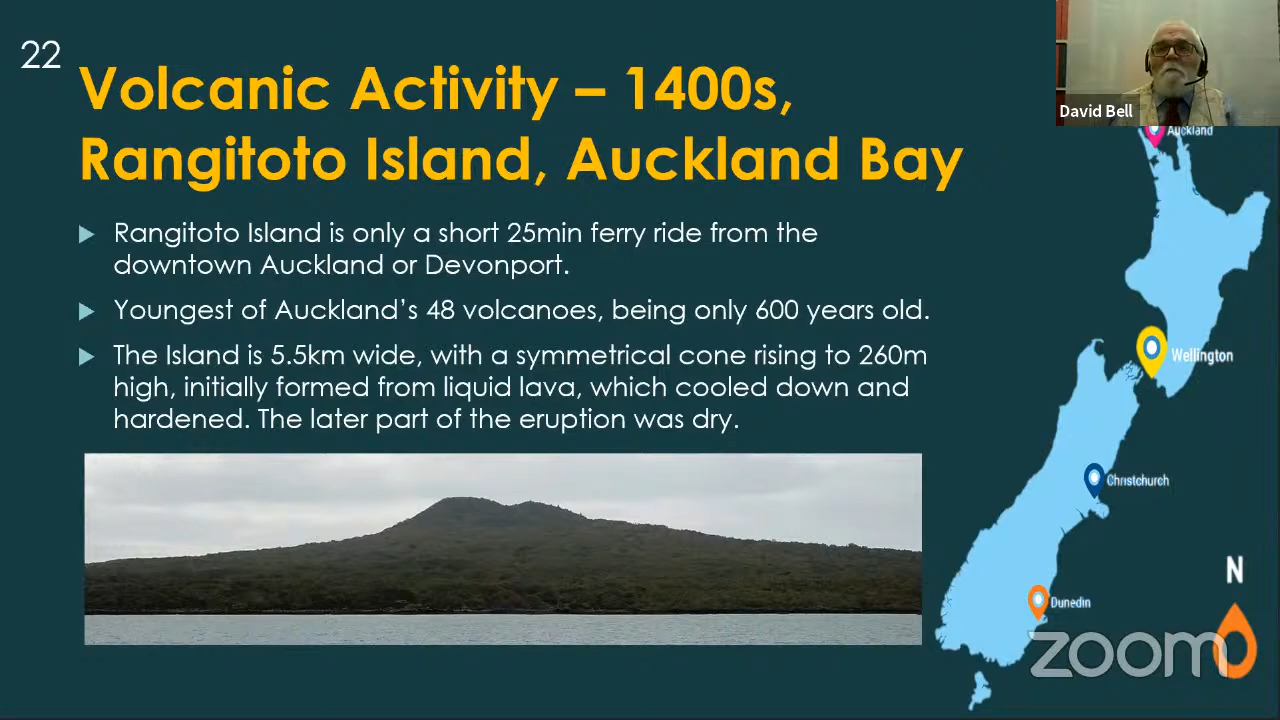 22
Volcanic Activity – 1400s,
Rangitoto Island, Auckland Bay
Rangitoto Island is only a short 25min ferry ride from the
downtown Auckland or Devonport.
Youngest of Auckland’s 48 volcanoes, being only 600 years old.
The Island is 5.5km wide, with a symmetrical cone rising to 260m
high, initially formed from liquid lava, which cooled down and
hardened. The later part of the eruption was dry.
David Bell
Auckland
Wellington
Christchurch
N
Dunedin
zoom